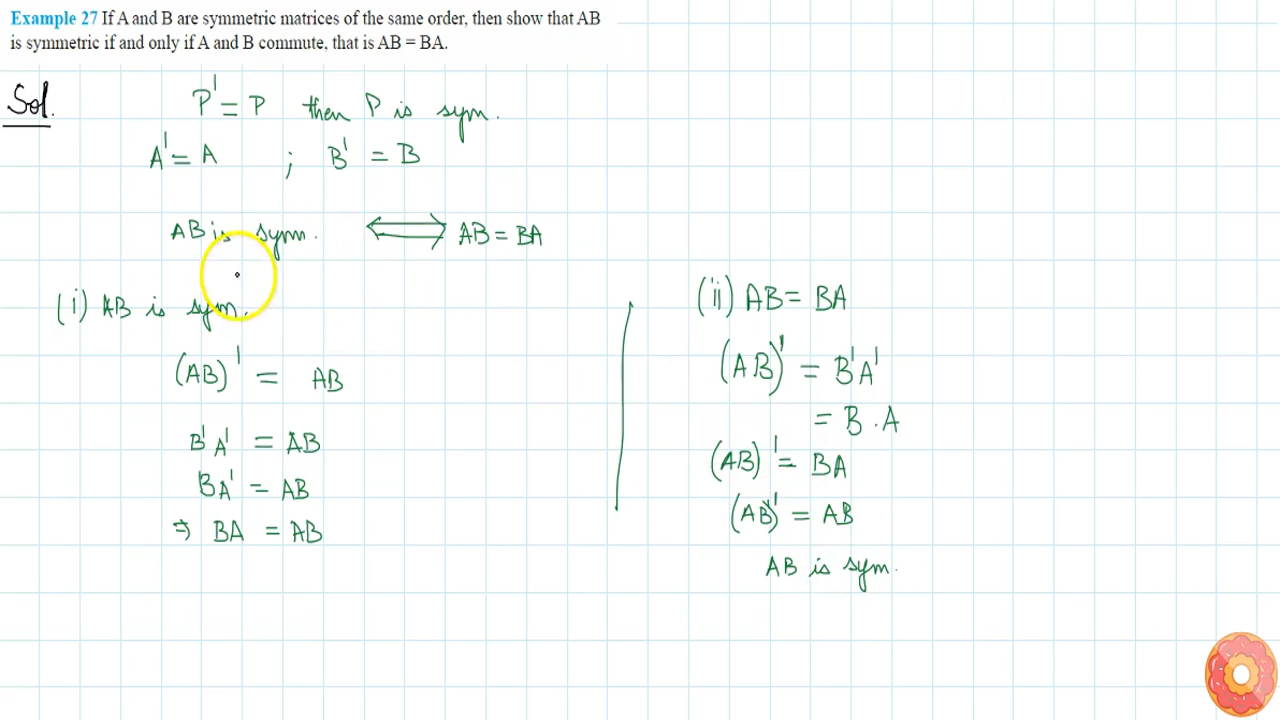 Example 27 If A and B are symmetric matrices of the same order, then show that AB
is symmetric if and only if A and B commute, that is AB = BA.
Sol.
P' = P then P is sym.
A' = A ; B' = B
AB is sym. ⟺ AB = BA
(i) AB is sym.
(AB)' = AB
B'A' = AB
BA' = AB
⇒ BA = AB
(ii) AB = BA
(AB)' = B'A'
= B . A
(AB)' = BA
(AB)' = AB
AB is sym.